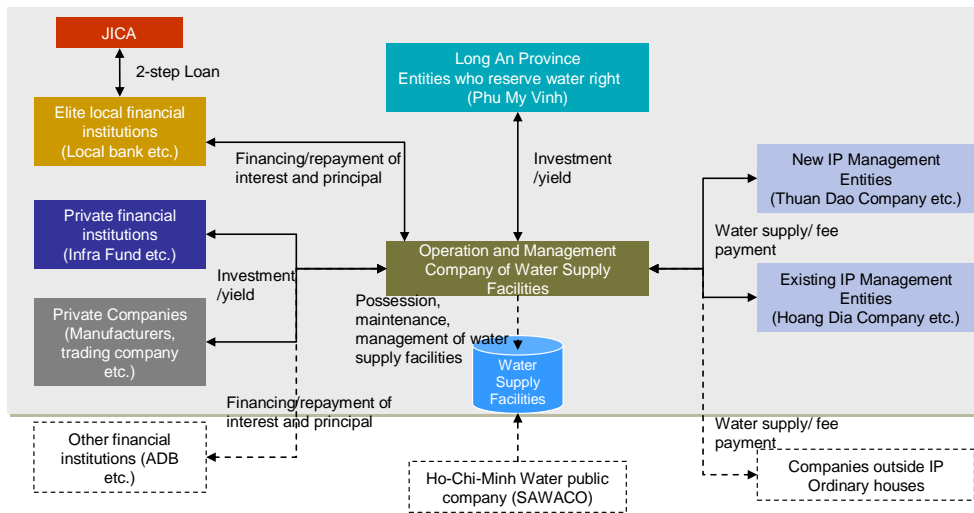 JICA
2-step Loan
Elite local financial
institutions
(Local bank etc.)
Long An Province
Entities who reserve water right
(Phu My Vinh)
Financing/repayment of
interest and principal
Investment
/yield
New IP Management
Entities
(Thuan Dao Company etc.)
Private financial
institutions
(Infra Fund etc.)
Water supply/ fee
payment
Operation and Management
Company of Water Supply
Facilities
Investment
/yield
Existing IP Management
Entities
(Hoang Dia Company etc.)
Private Companies
(Manufacturers,
trading company
etc.)
Possession,
maintenance,
management of water
supply facilities
Water
Supply
Facilities
Financing/repayment of
interest and principal
Water supply/ fee
payment
Other financial
institutions (ADB
etc.)
Ho-Chi-Minh Water public
company (SAWACO)
Companies outside IP
Ordinary houses